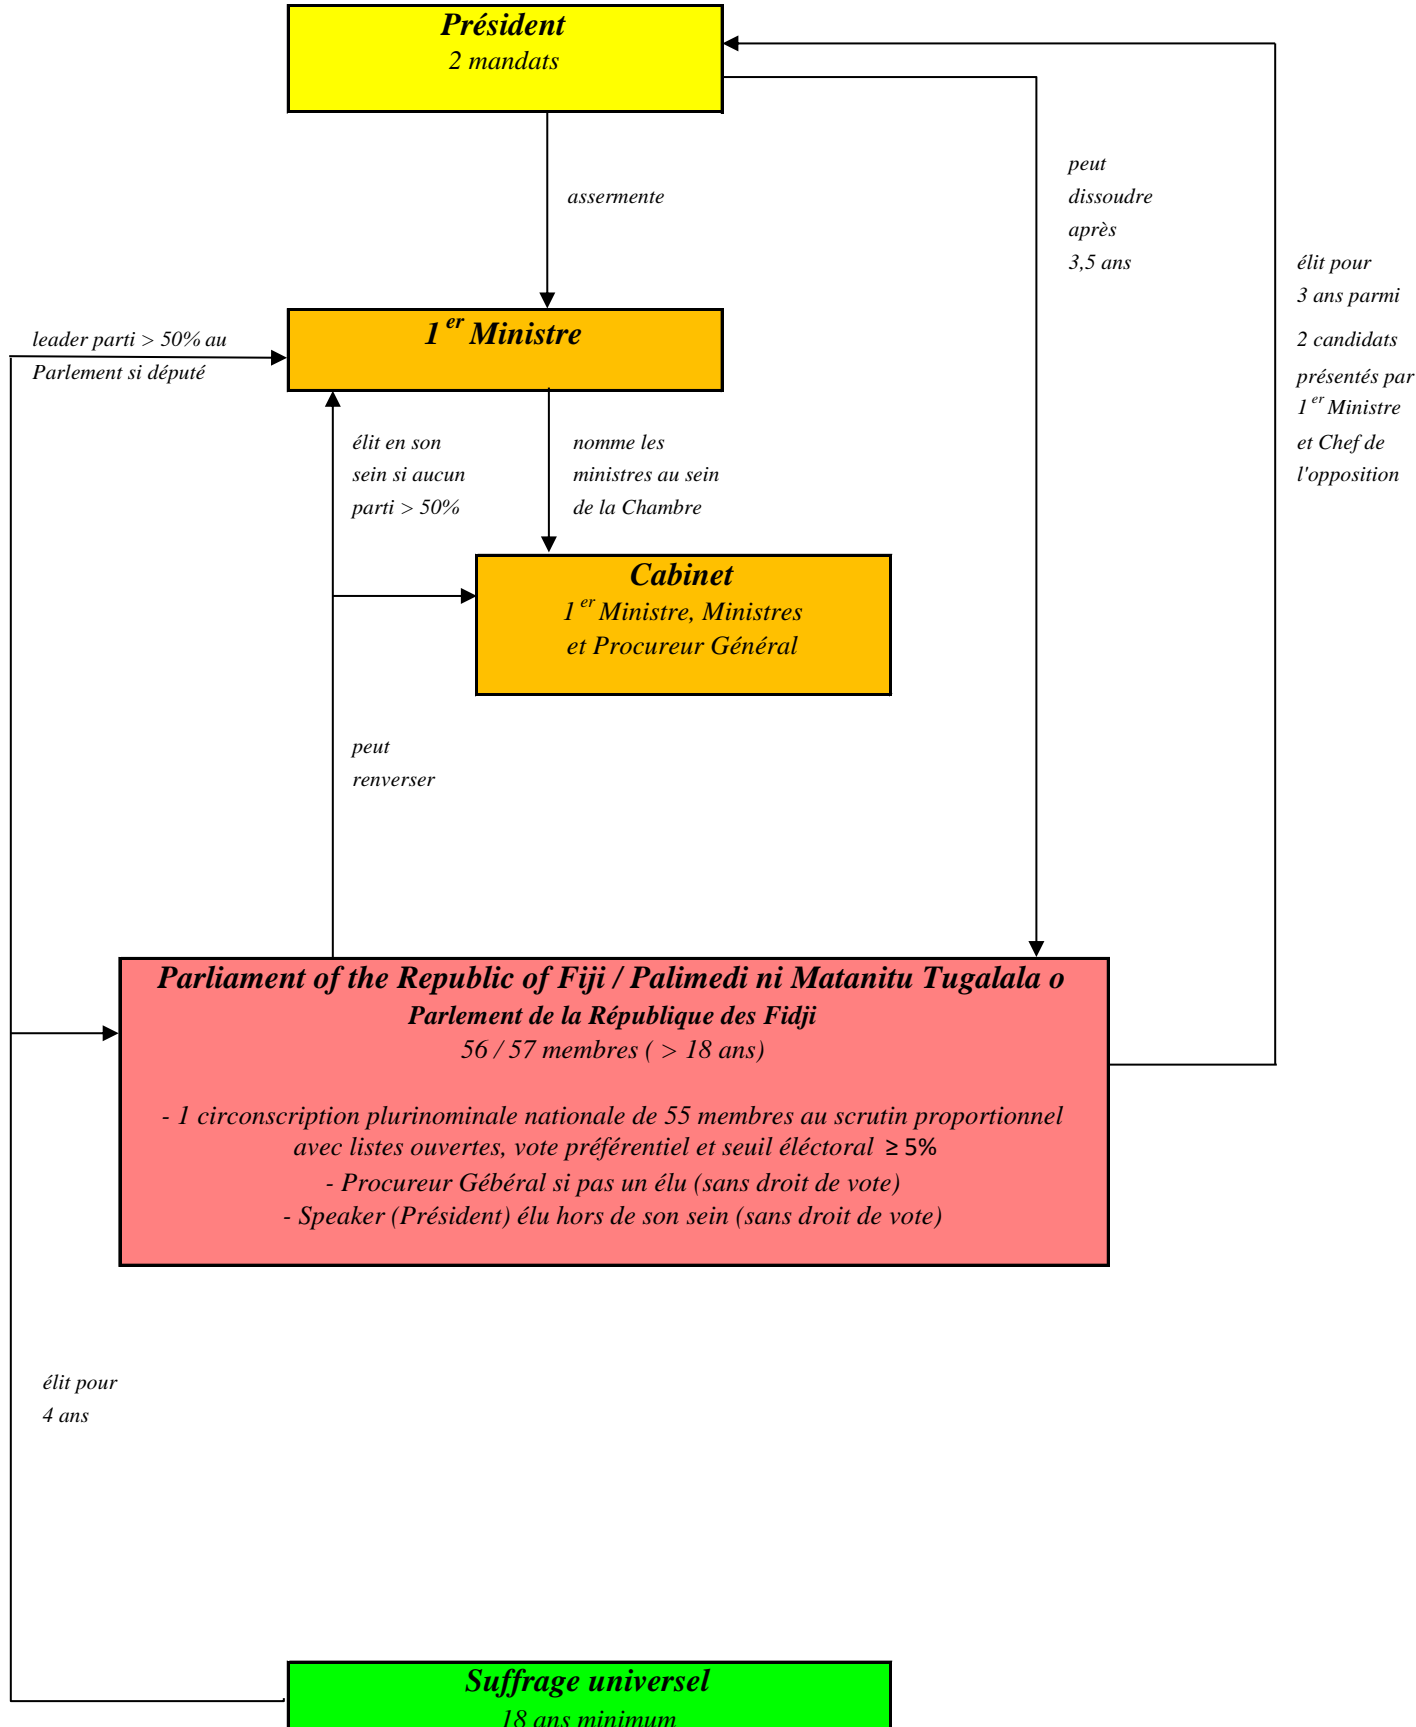 Président
2 mandats
assermente
peut
dissoudre
après
3,5 ans
élit pour
3 ans parmi
2 candidats
présentés par
1er Ministre
et Chef de
l'opposition
1er Ministre
leader parti > 50% au
Parlement si député
élit en son
sein si aucun
parti > 50%
nomme les
ministres au sein
de la Chambre
Cabinet
1er Ministre, Ministres
et Procureur Général
peut
renverser
Parliament of the Republic of Fiji / Palimedi ni Matanitu Tugalala o
Parlement de la République des Fidji
56 / 57 membres ( > 18 ans)
- 1 circonscription plurinominale nationale de 55 membres au scrutin proportionnel
avec listes ouvertes, vote préférentiel et seuil éléctoral ≥ 5%
- Procureur Gébéral si pas un élu (sans droit de vote)
- Speaker (Président) élu hors de son sein (sans droit de vote)
élit pour
4 ans
Suffrage universel
18 ans minimum